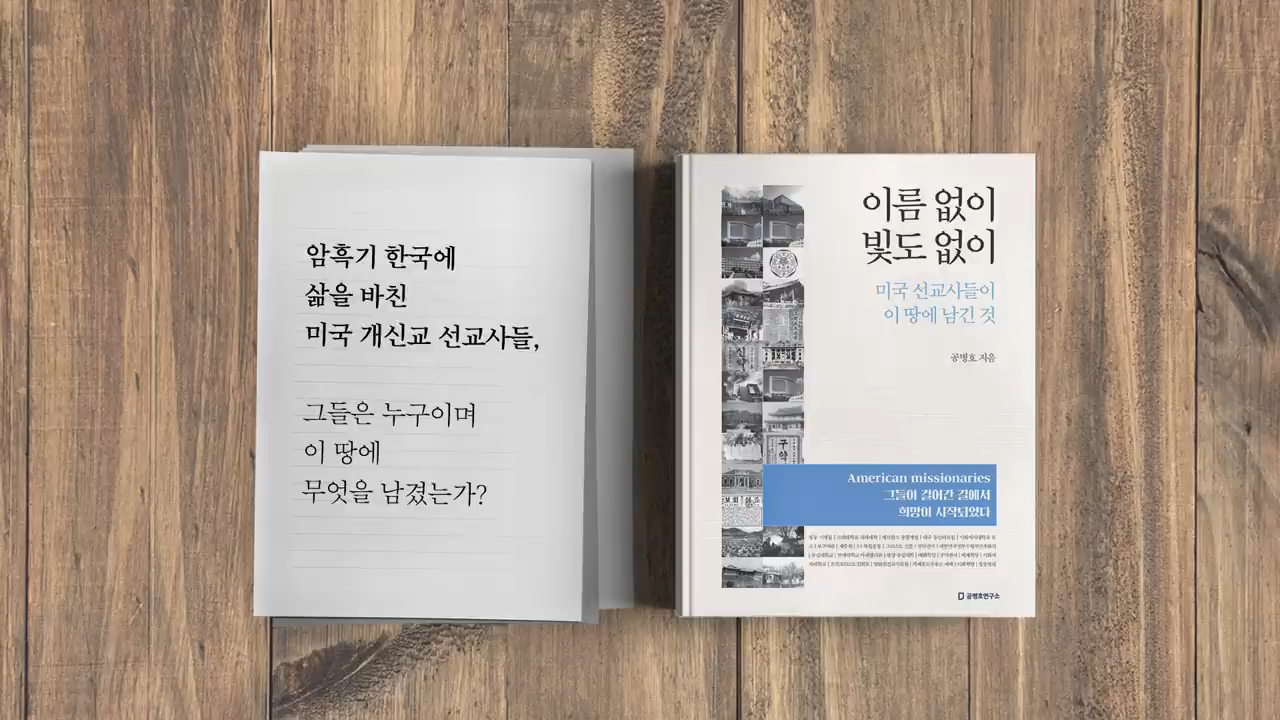 암흑기 한국에
삶을 바친
미국 개신교 선교사들,
그들은 누구이며
이 땅에
무엇을 남겼는가?
이름 없이
빛도 없이
미국 선교사들이
이 땅에 남긴 것
공병호 지음
구약
American missionaries
그들이 걸어간 길에서
희망이 시작되었다
공병호연구소